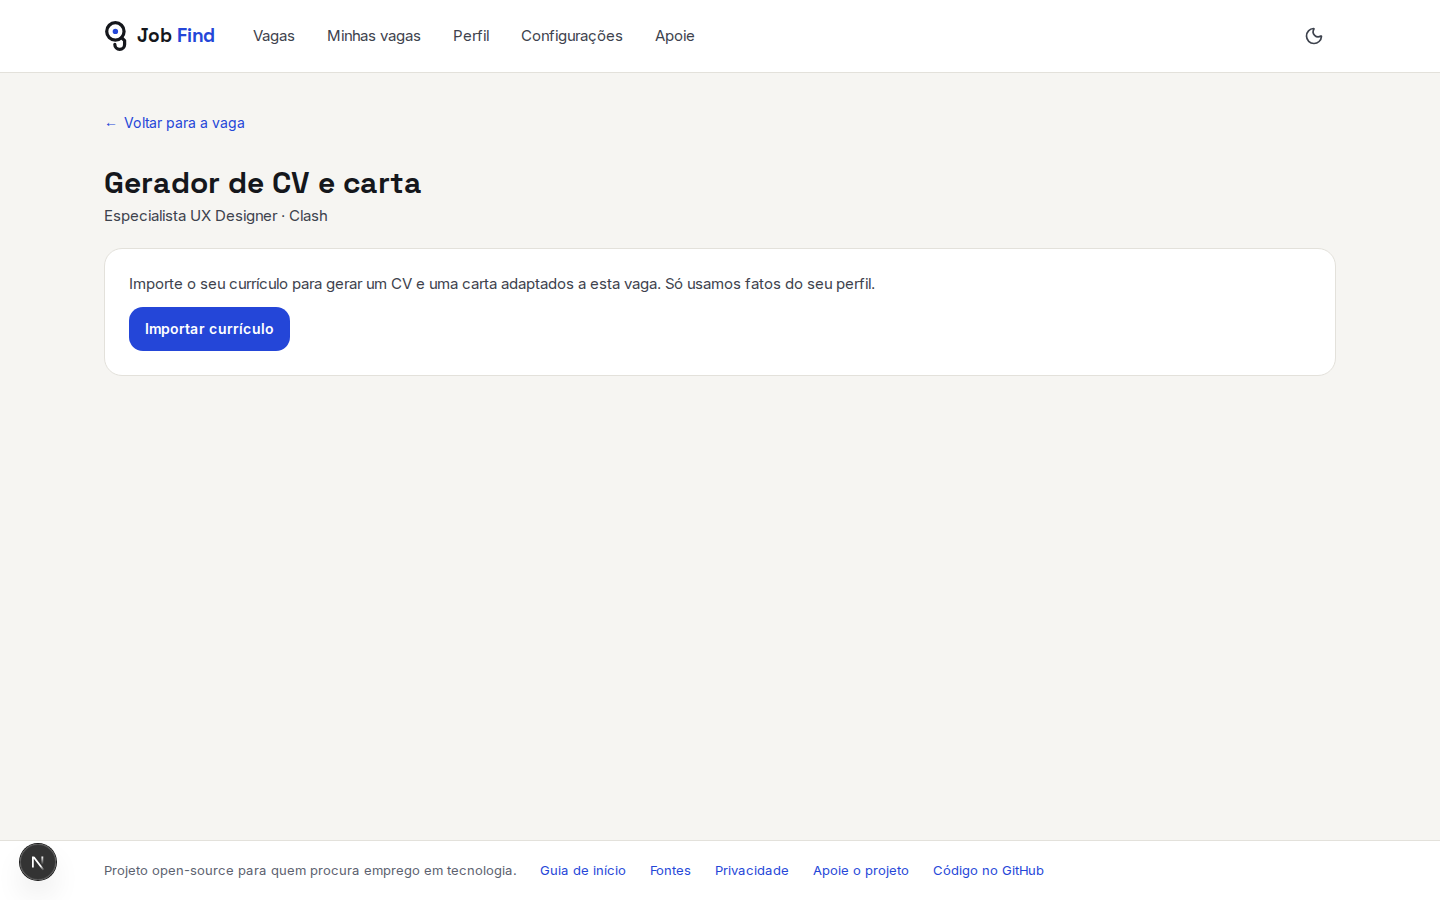 Job Find
Vagas
Minhas vagas
Perfil
Configurações
Apoie
← Voltar para a vaga
Gerador de CV e carta
Especialista UX Designer · Clash
Importe o seu currículo para gerar um CV e uma carta adaptados a esta vaga. Só usamos fatos do seu perfil.
Importar currículo
N
Projeto open-source para quem procura emprego em tecnologia.
Guia de início
Fontes
Privacidade
Apoie o projeto
Código no GitHub